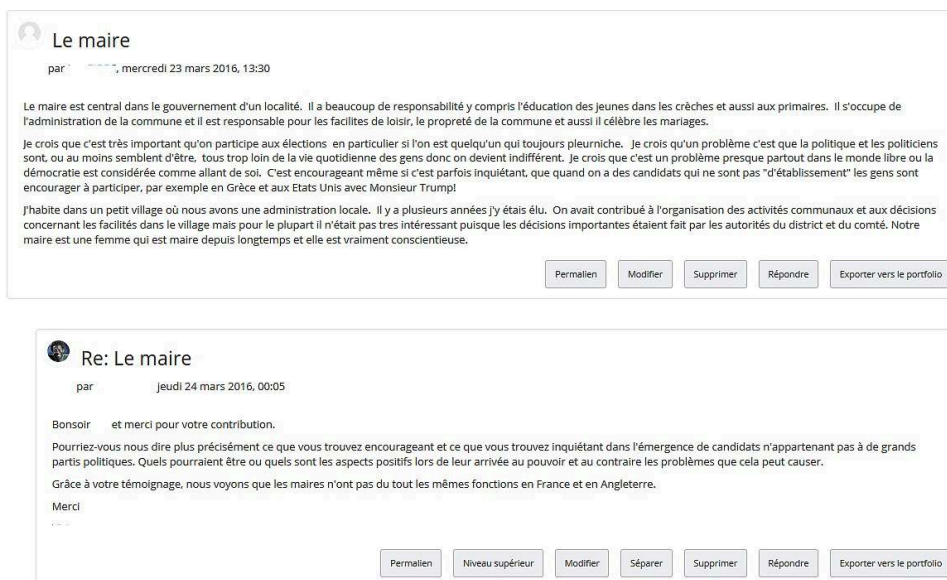 Le maire
par , mercredi 23 mars 2016, 13:30
Le maire est central dans le gouvernement d'un localité. Il a beaucoup de responsabilité y compris l'éducation des jeunes dans les crèches et aussi aux primaires. Il s'occupe de
l'administration de la commune et il est responsable pour les facilites de loisir, le propreté de la commune et aussi il célèbre les mariages.
Je crois que c'est très important qu'on participe aux élections en particulier si l'on est quelqu'un qui toujours pleurniche. Je crois qu'un problème c'est que la politique et les politiciens
sont, ou au moins semblent d'être, tous trop loin de la vie quotidienne des gens donc on devient indifférent. Je crois que c'est un problème presque partout dans le monde libre ou la
démocratie est considérée comme allant de soi. C'est encourageant même si c'est parfois inquiétant, que quand on a des candidats qui ne sont pas "d'établissement" les gens sont
encourager à participer, par exemple en Grèce et aux Etats Unis avec Monsieur Trump!
J'habite dans un petit village où nous avons une administration locale. Il y a plusieurs années j'y étais élu. On avait contribué à l'organisation des activités communaux et aux décisions
concernant les facilités dans le village mais pour le plupart il n'était pas tres intéressant puisque les décisions importantes étaient fait par les autorités du district et du comté. Notre
maire est une femme qui est maire depuis longtemps et elle est vraiment conscientieuse.
Permalien Modifier Supprimer Répondre Exporter vers le portfolio
Re: Le maire
par jeudi 24 mars 2016, 00:05
Bonsoir et merci pour votre contribution.
Pourriez-vous nous dire plus précisément ce que vous trouvez encourageant et ce que vous trouvez inquiétant dans l'émergence de candidats n'appartenant pas à de grands
partis politiques. Quels pourraient être ou quels sont les aspects positifs lors de leur arrivée au pouvoir et au contraire les problèmes que cela peut causer.
Grâce à votre témoignage, nous voyons que les maires n'ont pas du tout les mêmes fonctions en France et en Angleterre.
Merci
Permalien Niveau supérieur Modifier Séparer Supprimer Répondre Exporter vers le portfolio